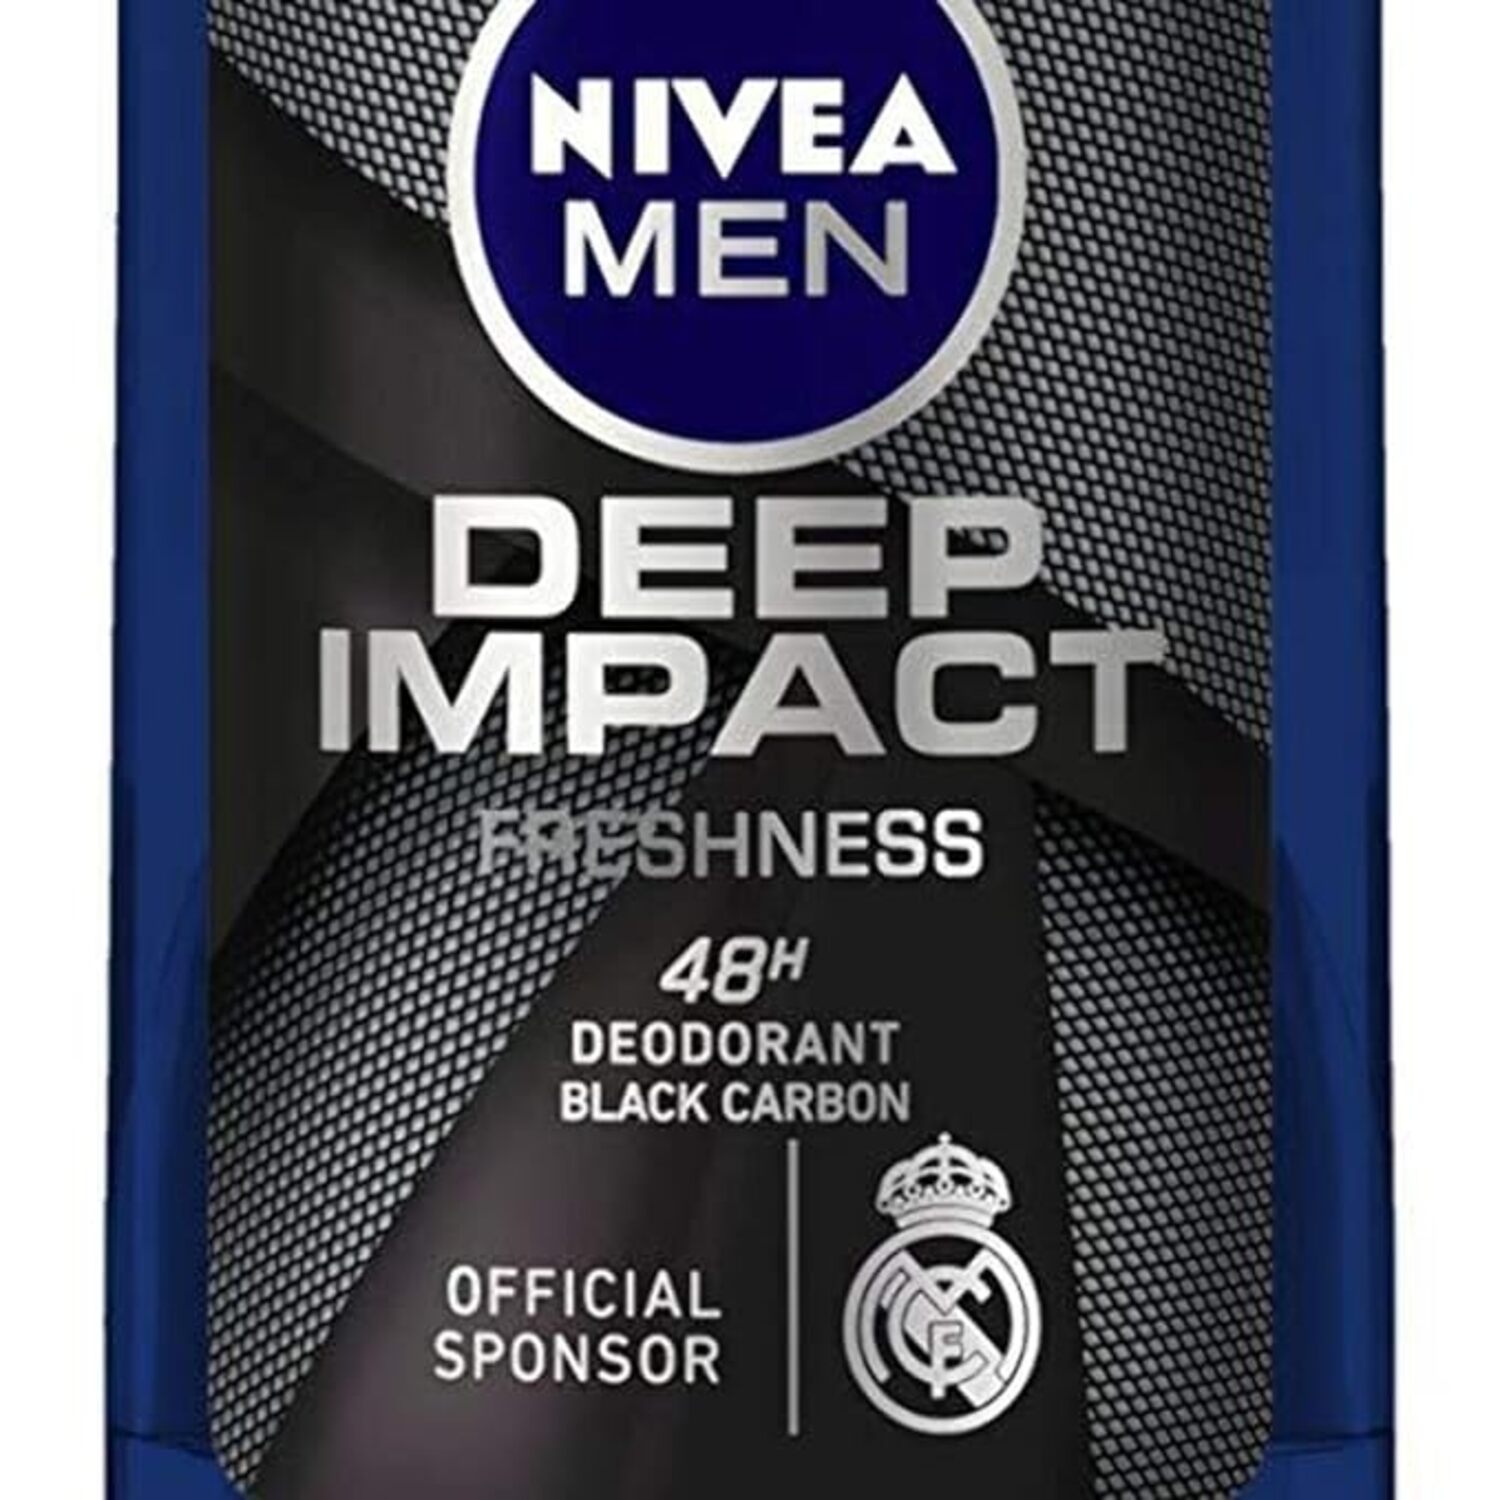 NIVEA
MEN
DEEP
IMPACT
FRESHNESS
48H
DEODORANT
BLACK CARBON
OFFICIAL
SPONSOR